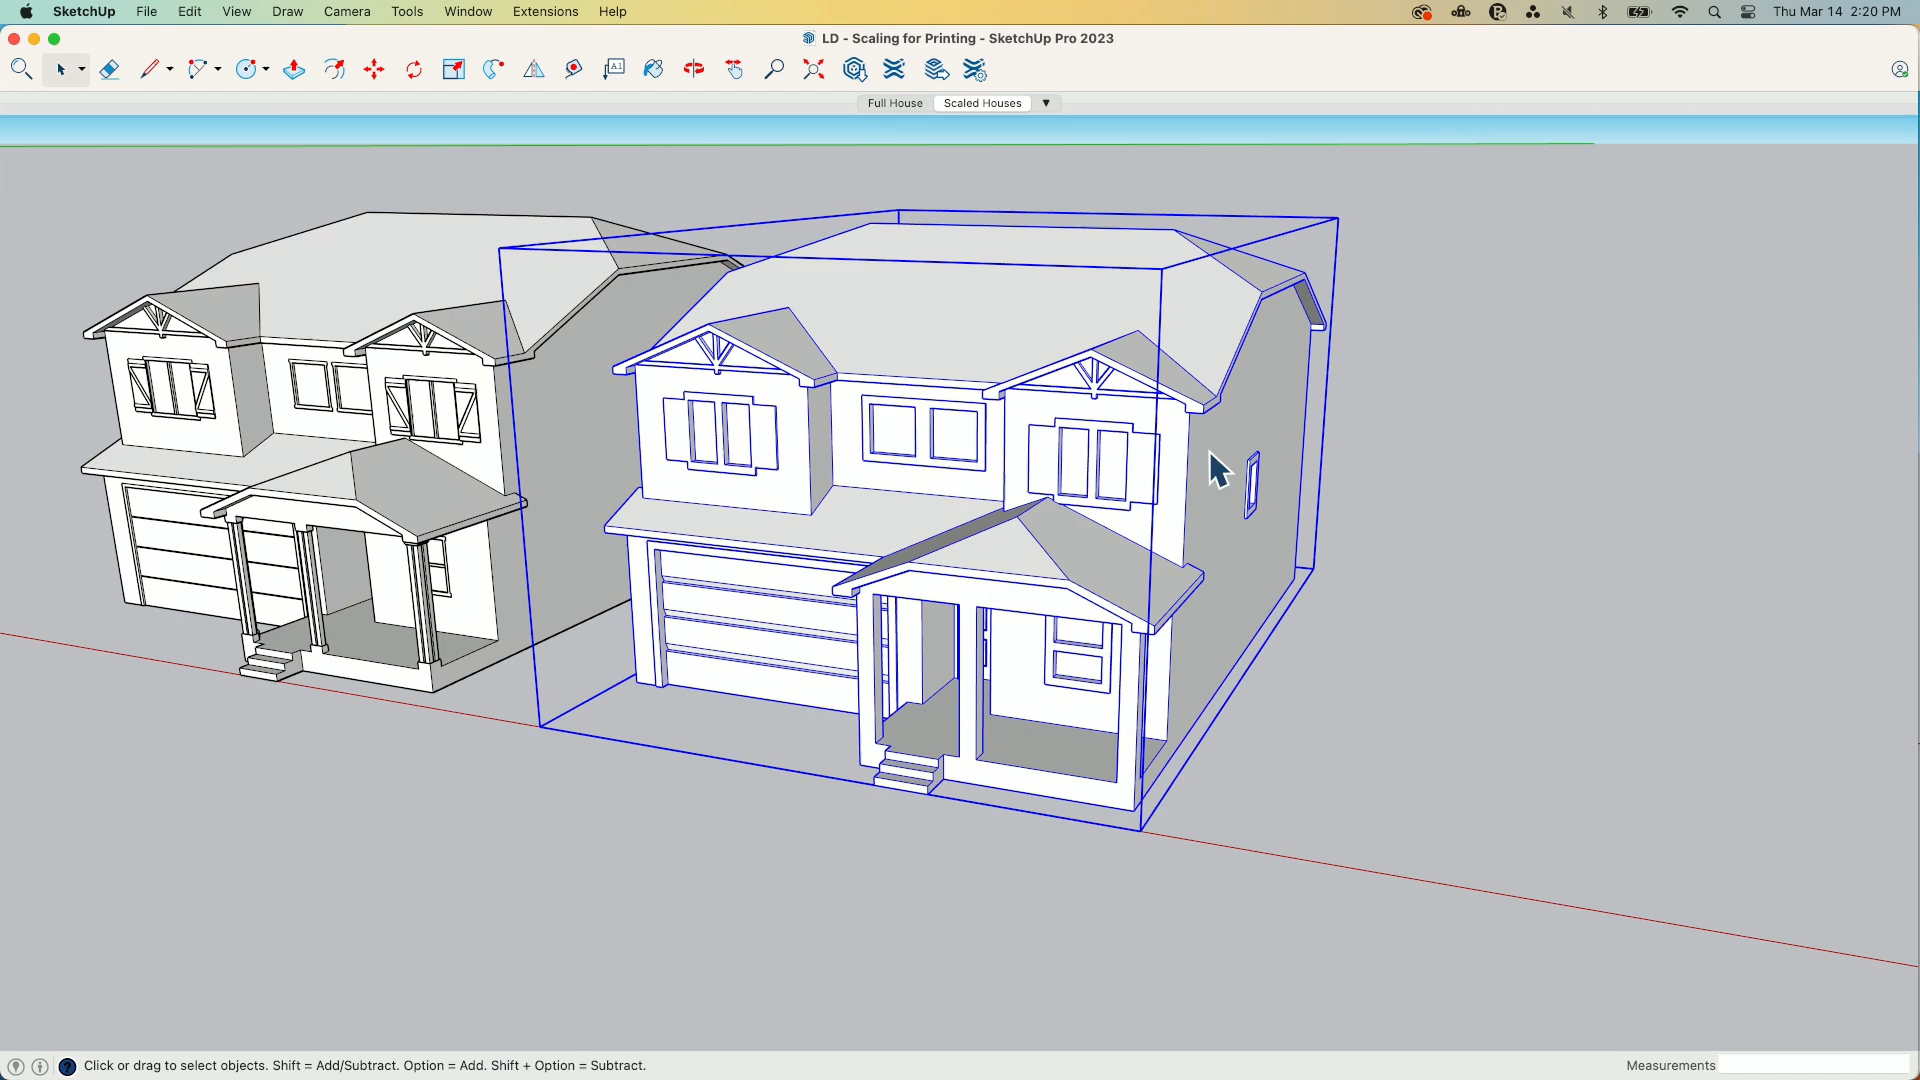 SketchUp File Edit View Draw Camera Tools Window Extensions Help Thu Mar 14 2:20 PM
LD - Scaling for Printing - SketchUp Pro 2023
A1
Full House Scaled Houses
Click or drag to select objects. Shift = Add/Subtract. Option = Add. Shift + Option = Subtract. Measurements